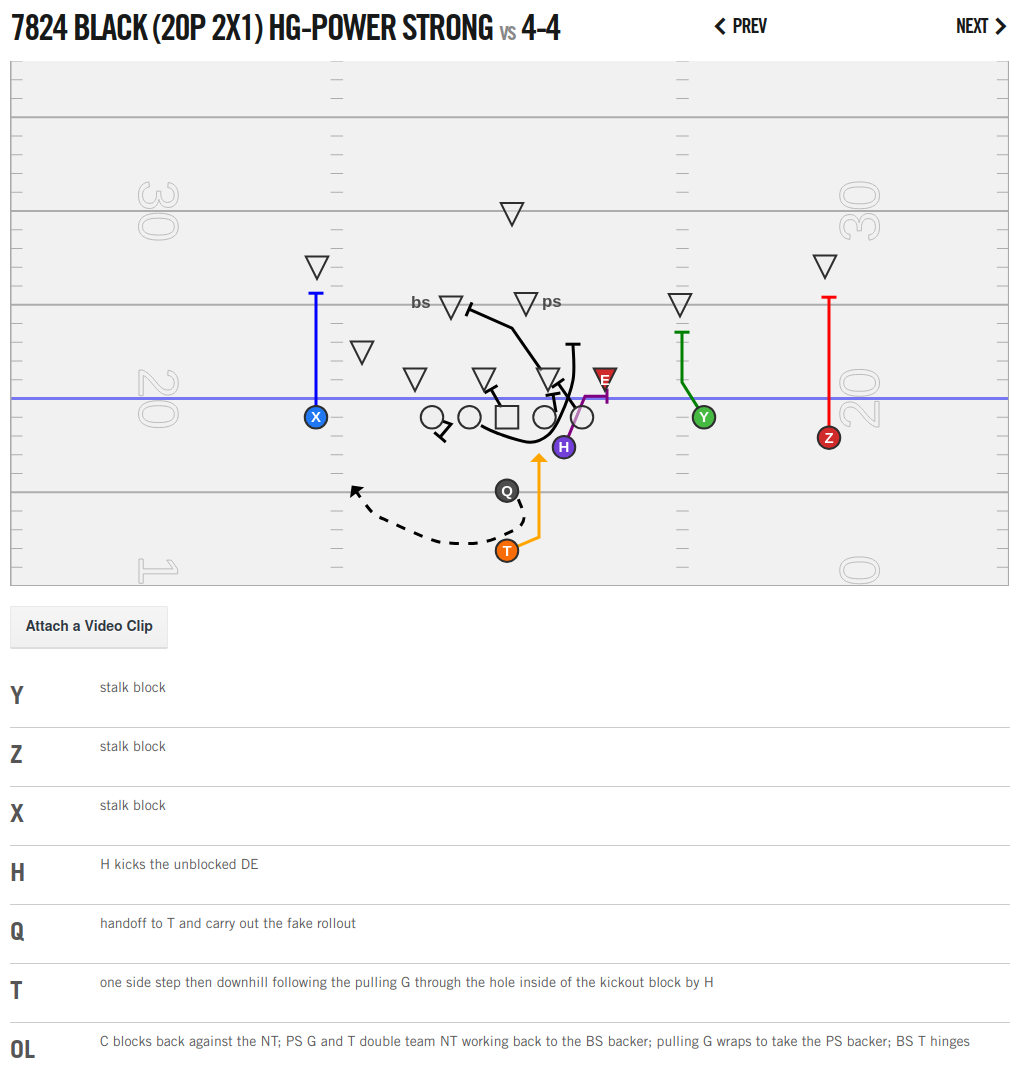 7824 BLACK (20P 2X1) HG-POWER STRONG VS 4-4
PREV
NEXT
30
30
bs
ps
E
20
20
X
Y
Z
H
Q
T
1
0
Attach a Video Clip
Y stalk block
Z stalk block
X stalk block
H H kicks the unblocked DE
Q handoff to T and carry out the fake rollout
T one side step then downhill following the pulling G through the hole inside of the kickout block by H
OL C blocks back against the NT; PS G and T double team NT working back to the BS backer; pulling G wraps to take the PS backer; BS T hinges